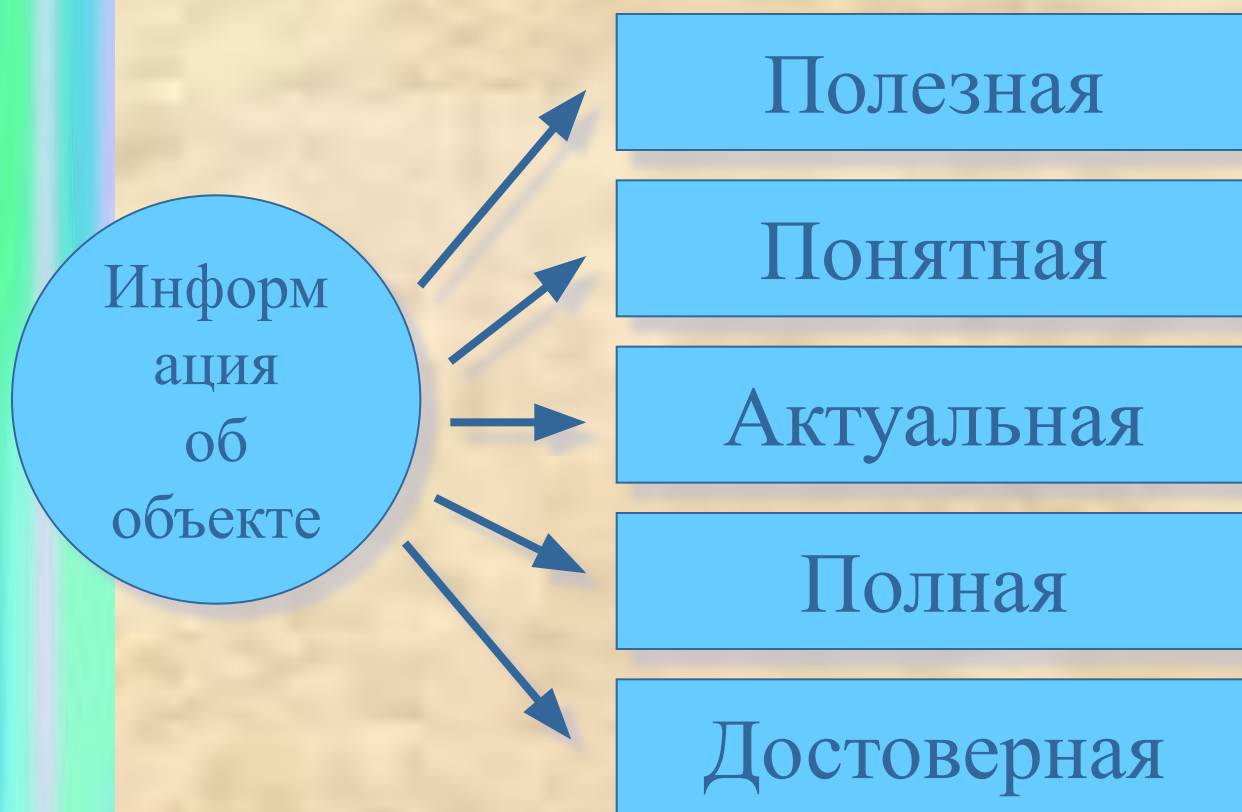 Информ
ация
об
объекте
Полезная
Понятная
Актуальная
Полная
Достоверная